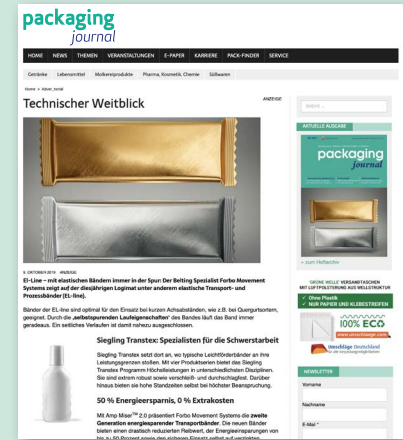 packaging
journal
HOME NEWS THEMEN VERANSTALTUNGEN E-PAPER KARRIERE PACK-FINDER SERVICE
Getränke Lebensmittel Molkereiprodukte Pharma, Kosmetik, Chemie Süßwaren
Technischer Weitblick
ANZEIGE
9. OKTOBER 2019 ANZEIGE
El-Line – mit elastischen Bändern immer in der Spur: Der Belting Spezialist Forbo Movement
Systems zeigt auf der diesjährigen Logimat unter anderem elastische Transport- und
Prozessbänder (EL-line).
Bänder der EL-line sind optimal für den Einsatz bei kurzen Achsabständen, wie z.B. bei Quergurtsortern,
geeignet. Durch die „selbstspurenden Laufeigenschaften“ des Bandes läuft das Band immer
geradeaus. Ein seitliches Verlaufen ist damit nahezu ausgeschlossen.
Siegling Transtex: Spezialisten für die Schwerstarbeit
Siegling Transtex setzt dort an, wo typische Leichtförderbänder an ihre
Leistungsgrenzen stoßen. Mit vier Produktserien bietet das Siegling
Transtex Programm Höchstleistungen in unterschiedlichsten Disziplinen.
Sie sind extrem robust sowie verschleiß- und durchschlagfest. Darüber
hinaus bieten sie hohe Standzeiten selbst bei höchster Beanspruchung.
50 % Energieersparnis, 0 % Extrakosten
Mit Amp Miser™ 2.0 präsentiert Forbo Movement Systems die zweite
Generation energiesparender Transportbänder. Die neuen Bänder
bieten einen drastisch reduzierten Reibwert, der Energieeinsparungen von
AKTUELLE AUSGABE
packaging
journal
» zum Heftarchiv
'GRÜNE WELLE' VERSANDTASCHEN
MIT LUFTPOLSTERUNG AUS WELLSTRUKTUR
✓ Ohne Plastik
✓ NUR PAPIER UND KLEBESTREIFEN
100% ECO
www.umschlaege.com
Umschläge Deutschland
NEWSLETTER
Vorname
Nachname
E-Mail *